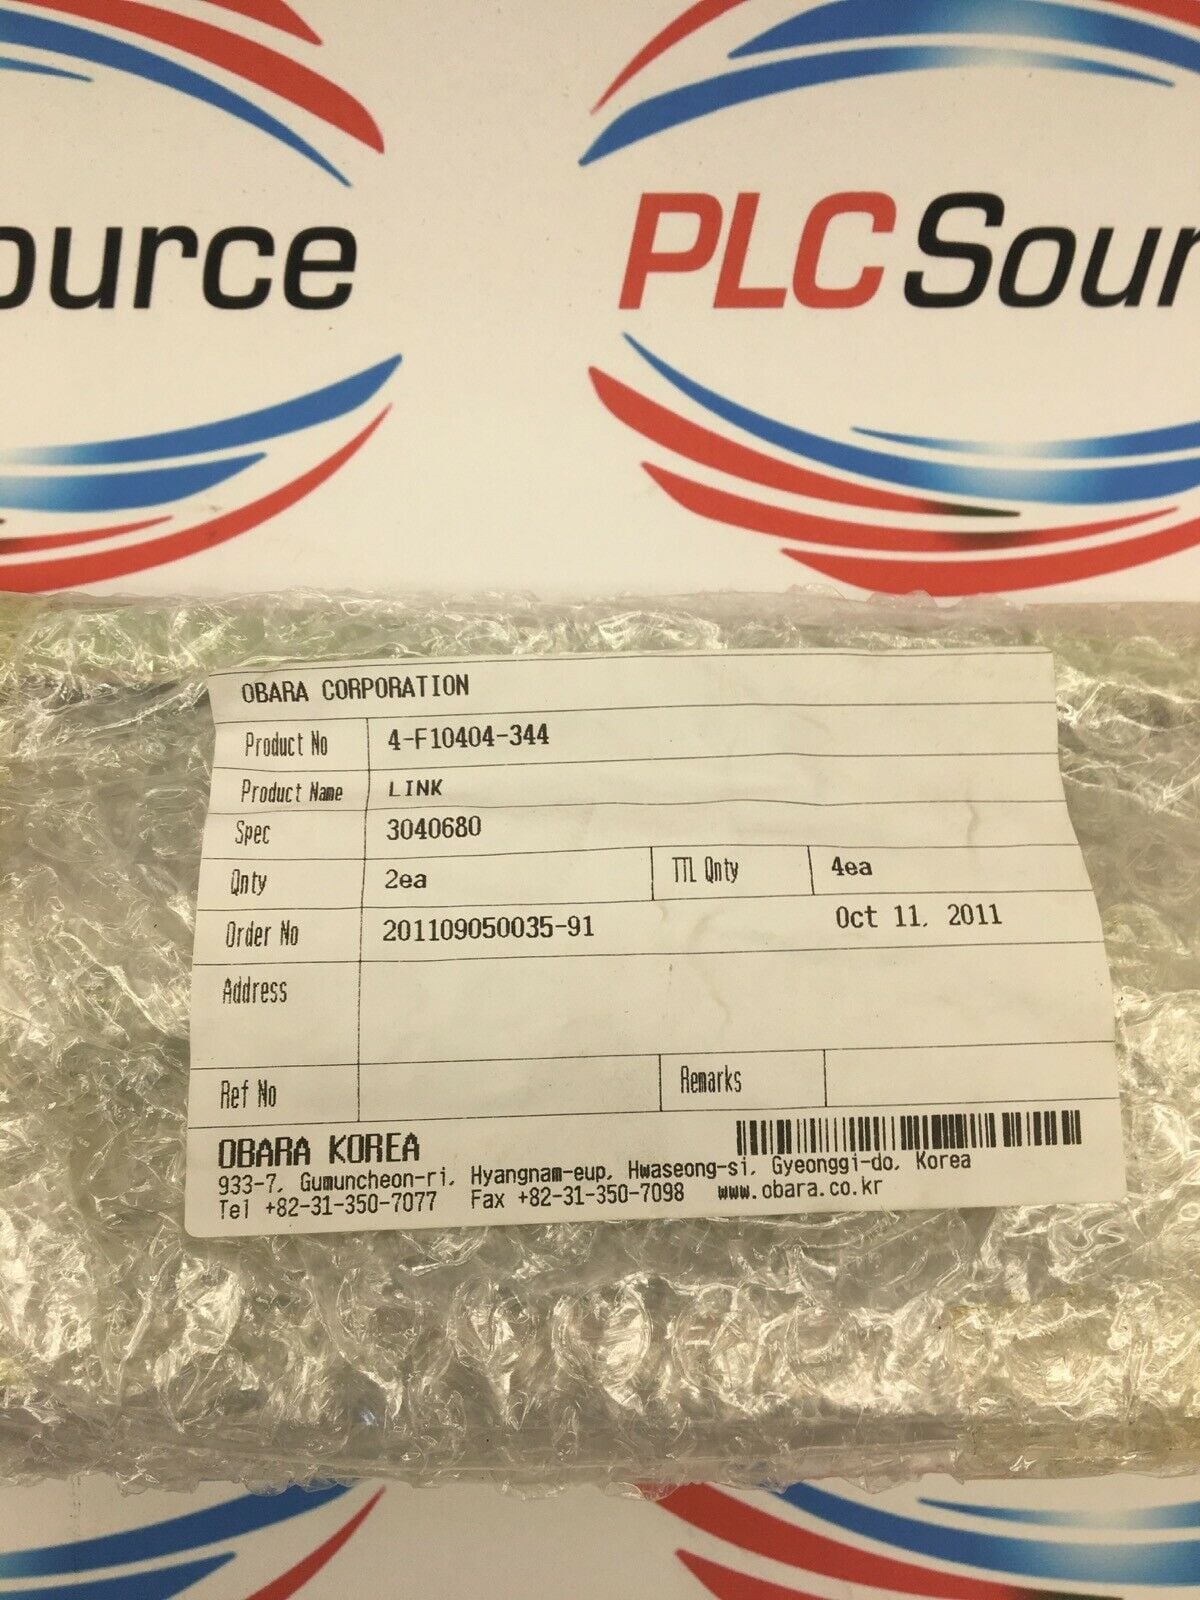 ource
PLCSour
OBARA CORPORATION
Product No 4-F10404-344
Product Name LINK
Spec 3040680
Qnty 2ea TTL Qnty 4ea
Order No 201109050035-91 Oct 11, 2011
Address
Ref No Remarks
OBARA KOREA
933-7, Gumuncheon-ri, Hyangnam-eup, Hwaseong-si, Gyeonggi-do, Korea
Tel +82-31-350-7077 Fax +82-31-350-7098 www.obara.co.kr